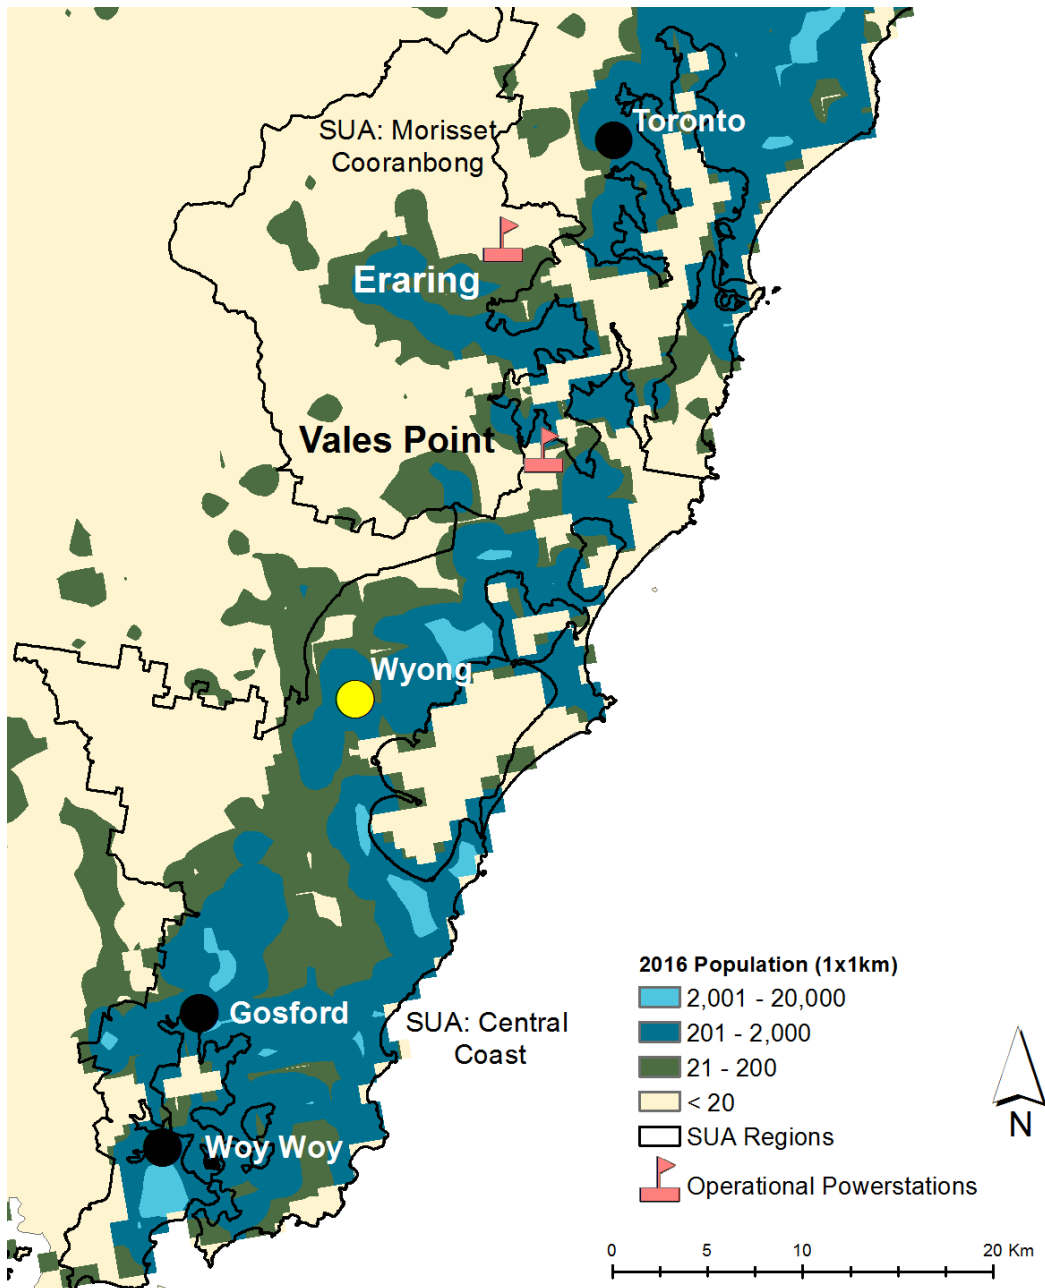 Toronto
SUA: Morisset
Cooranbong
Eraring
Vales Point
Wyong
Gosford
SUA: Central
Coast
Woy Woy
2016 Population (1x1km)
2,001 - 20,000
201 - 2,000
21 - 200
< 20
SUA Regions
Operational Powerstations
N
0 5 10 20 Km